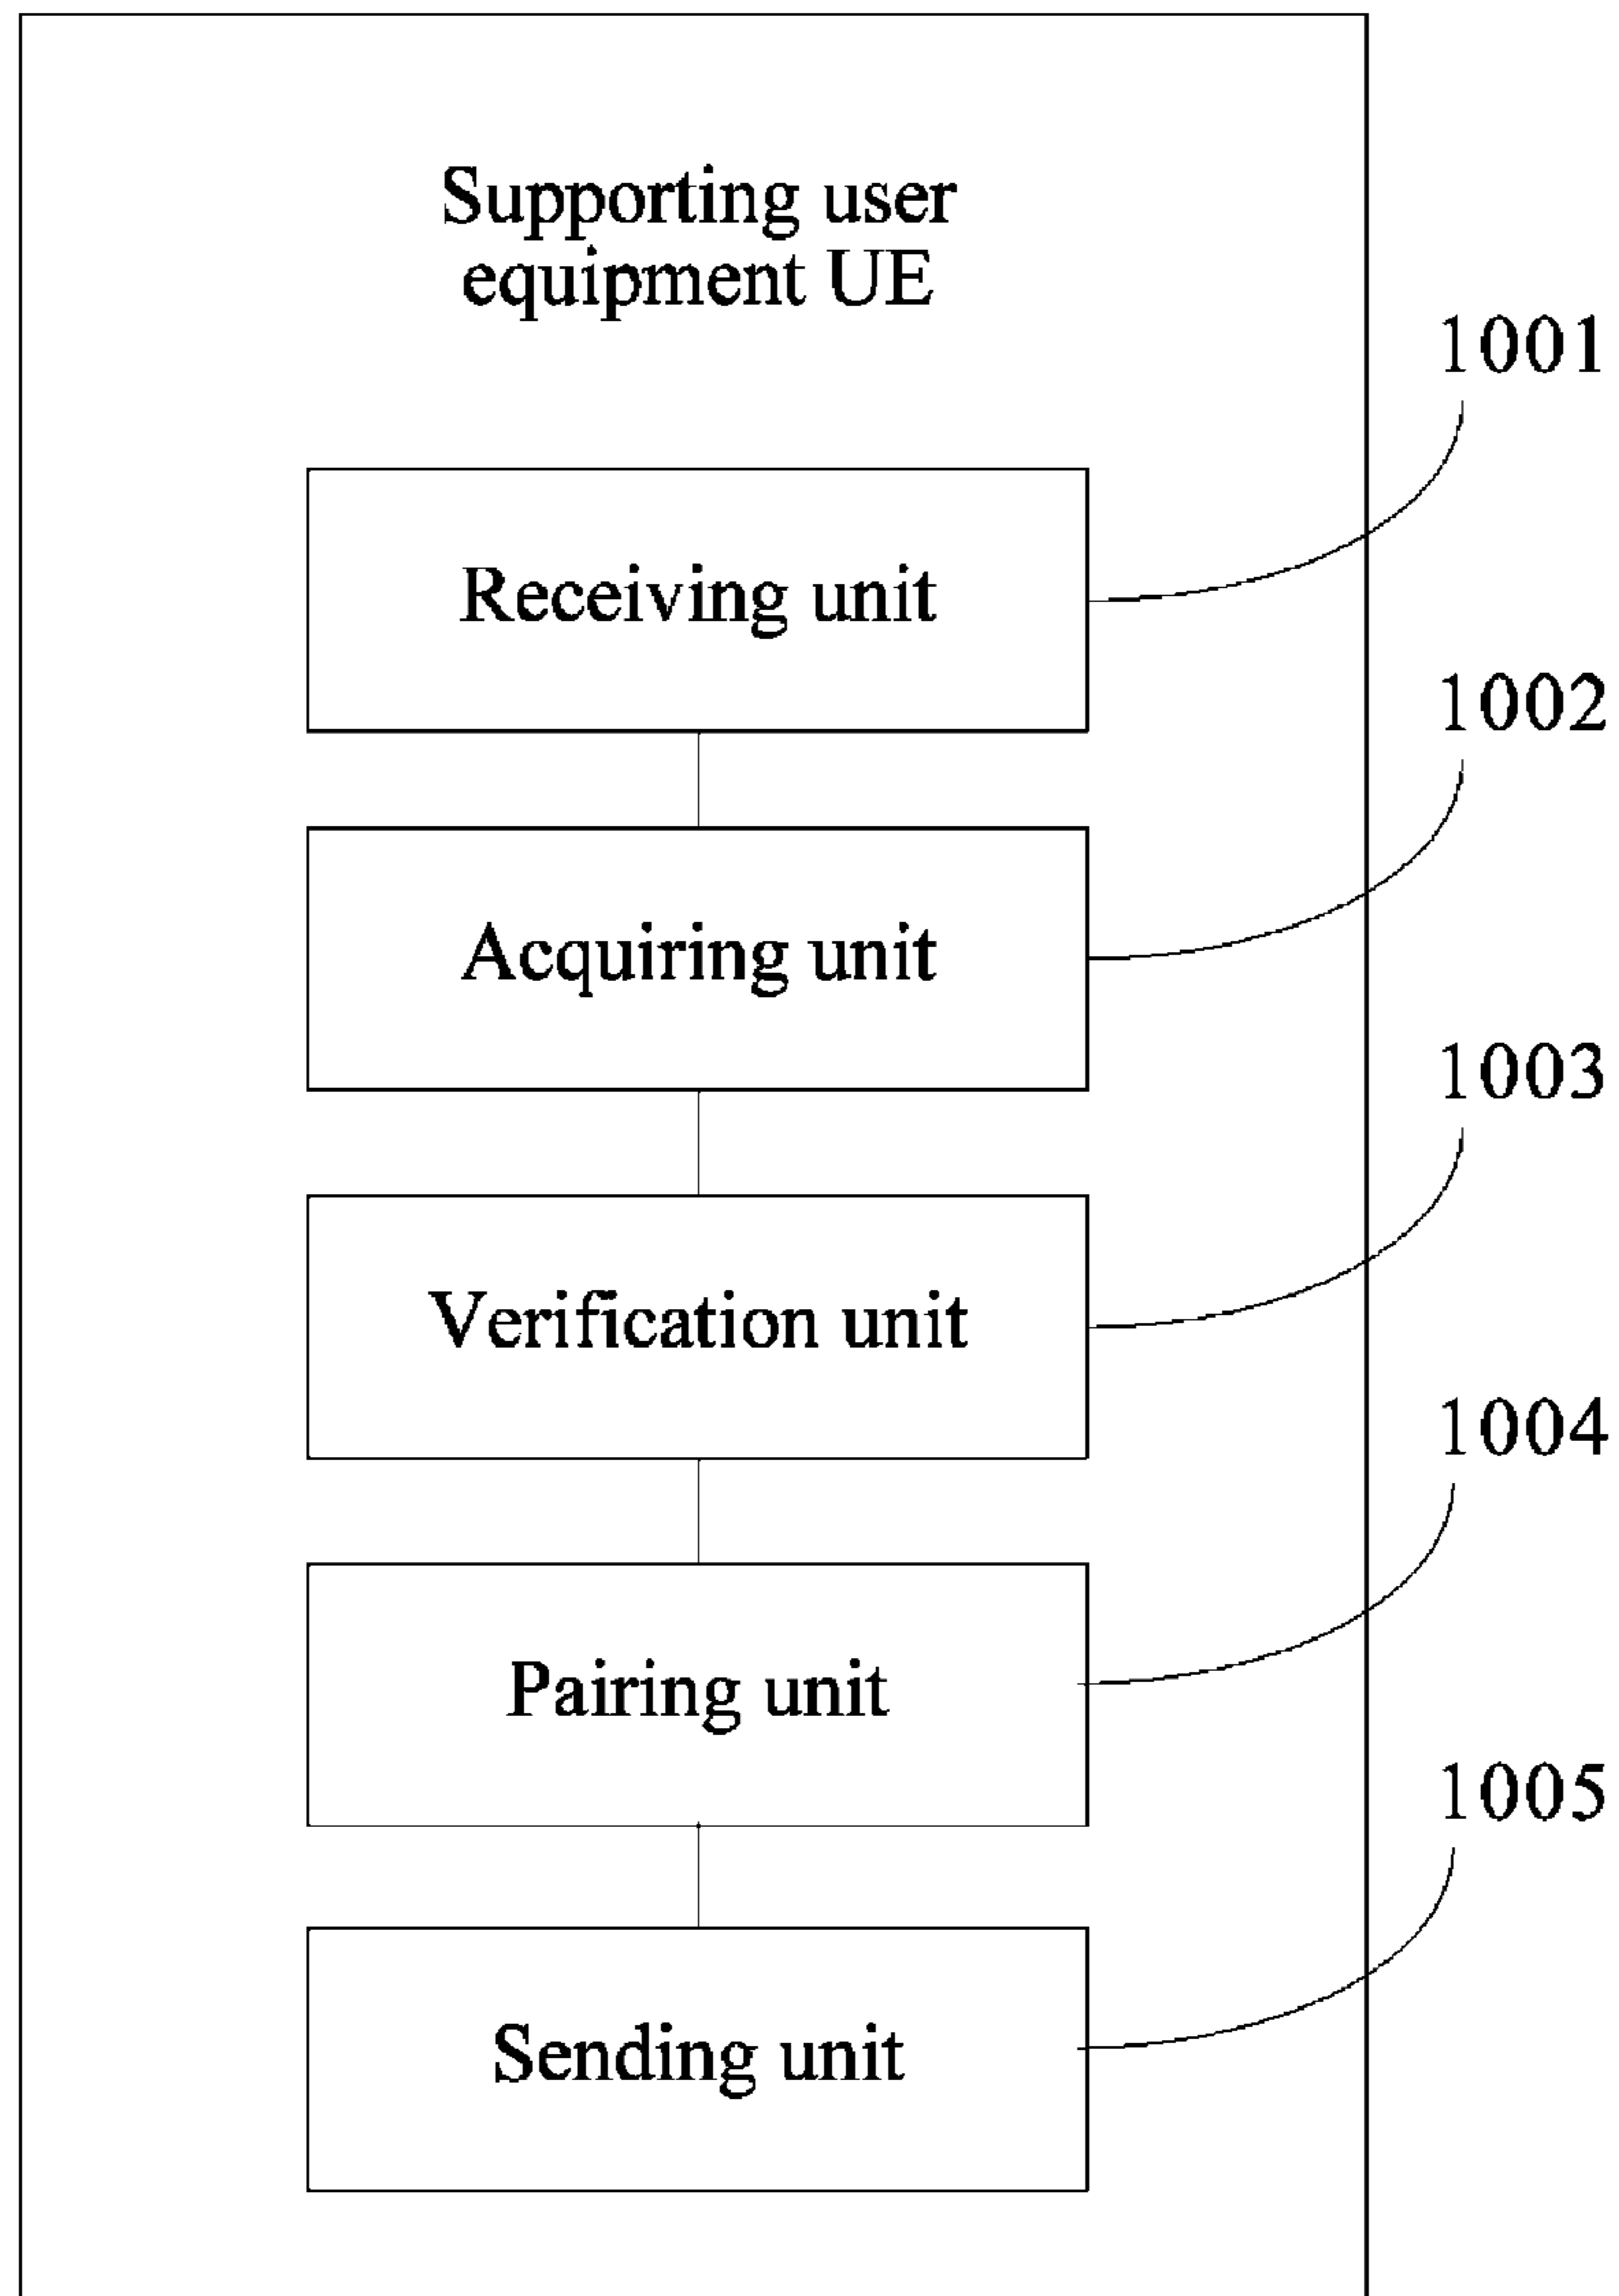 Supporting user
equipment UE
1001
Receiving unit
1002
Acquiring unit
1003
Verification unit
1004
Pairing unit
1005
Sending unit